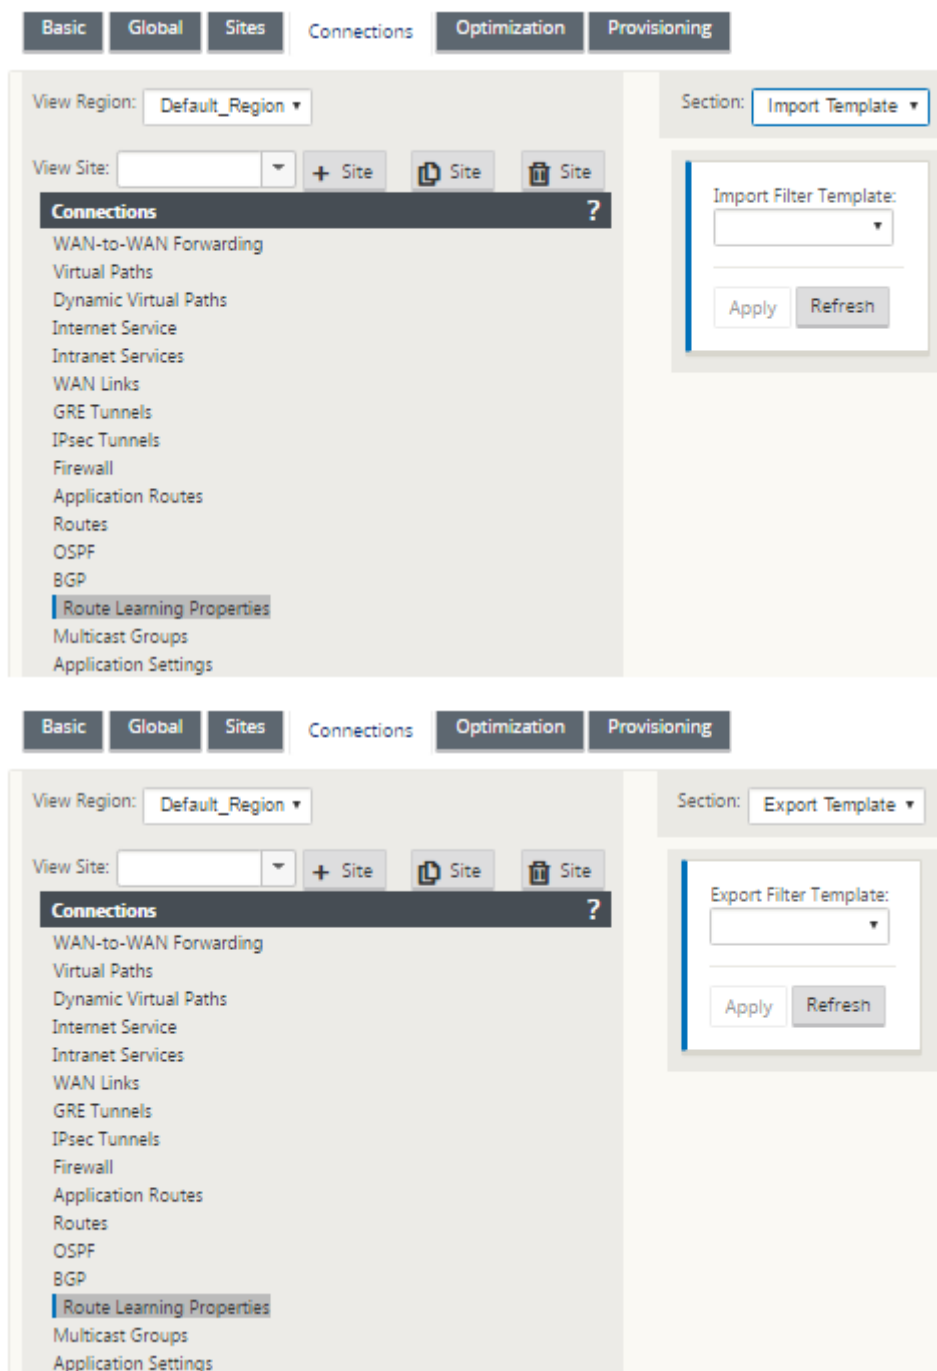 Basic Global Sites Connections Optimization Provisioning
View Region: Default_Region Section: Import Template
View Site: + Site Site Site
Connections ?
Import Filter Template:
WAN-to-WAN Forwarding
Virtual Paths
Dynamic Virtual Paths
Apply Refresh
Internet Service
Intranet Services
WAN Links
GRE Tunnels
IPsec Tunnels
Firewall
Application Routes
Routes
OSPF
BGP
Route Learning Properties
Multicast Groups
Application Settings
Basic Global Sites Connections Optimization Provisioning
View Region: Default_Region Section: Export Template
View Site: + Site Site Site
Connections ?
Export Filter Template:
WAN-to-WAN Forwarding
Virtual Paths
Dynamic Virtual Paths
Apply Refresh
Internet Service
Intranet Services
WAN Links
GRE Tunnels
IPsec Tunnels
Firewall
Application Routes
Routes
OSPF
BGP
Route Learning Properties
Multicast Groups
Application Settings